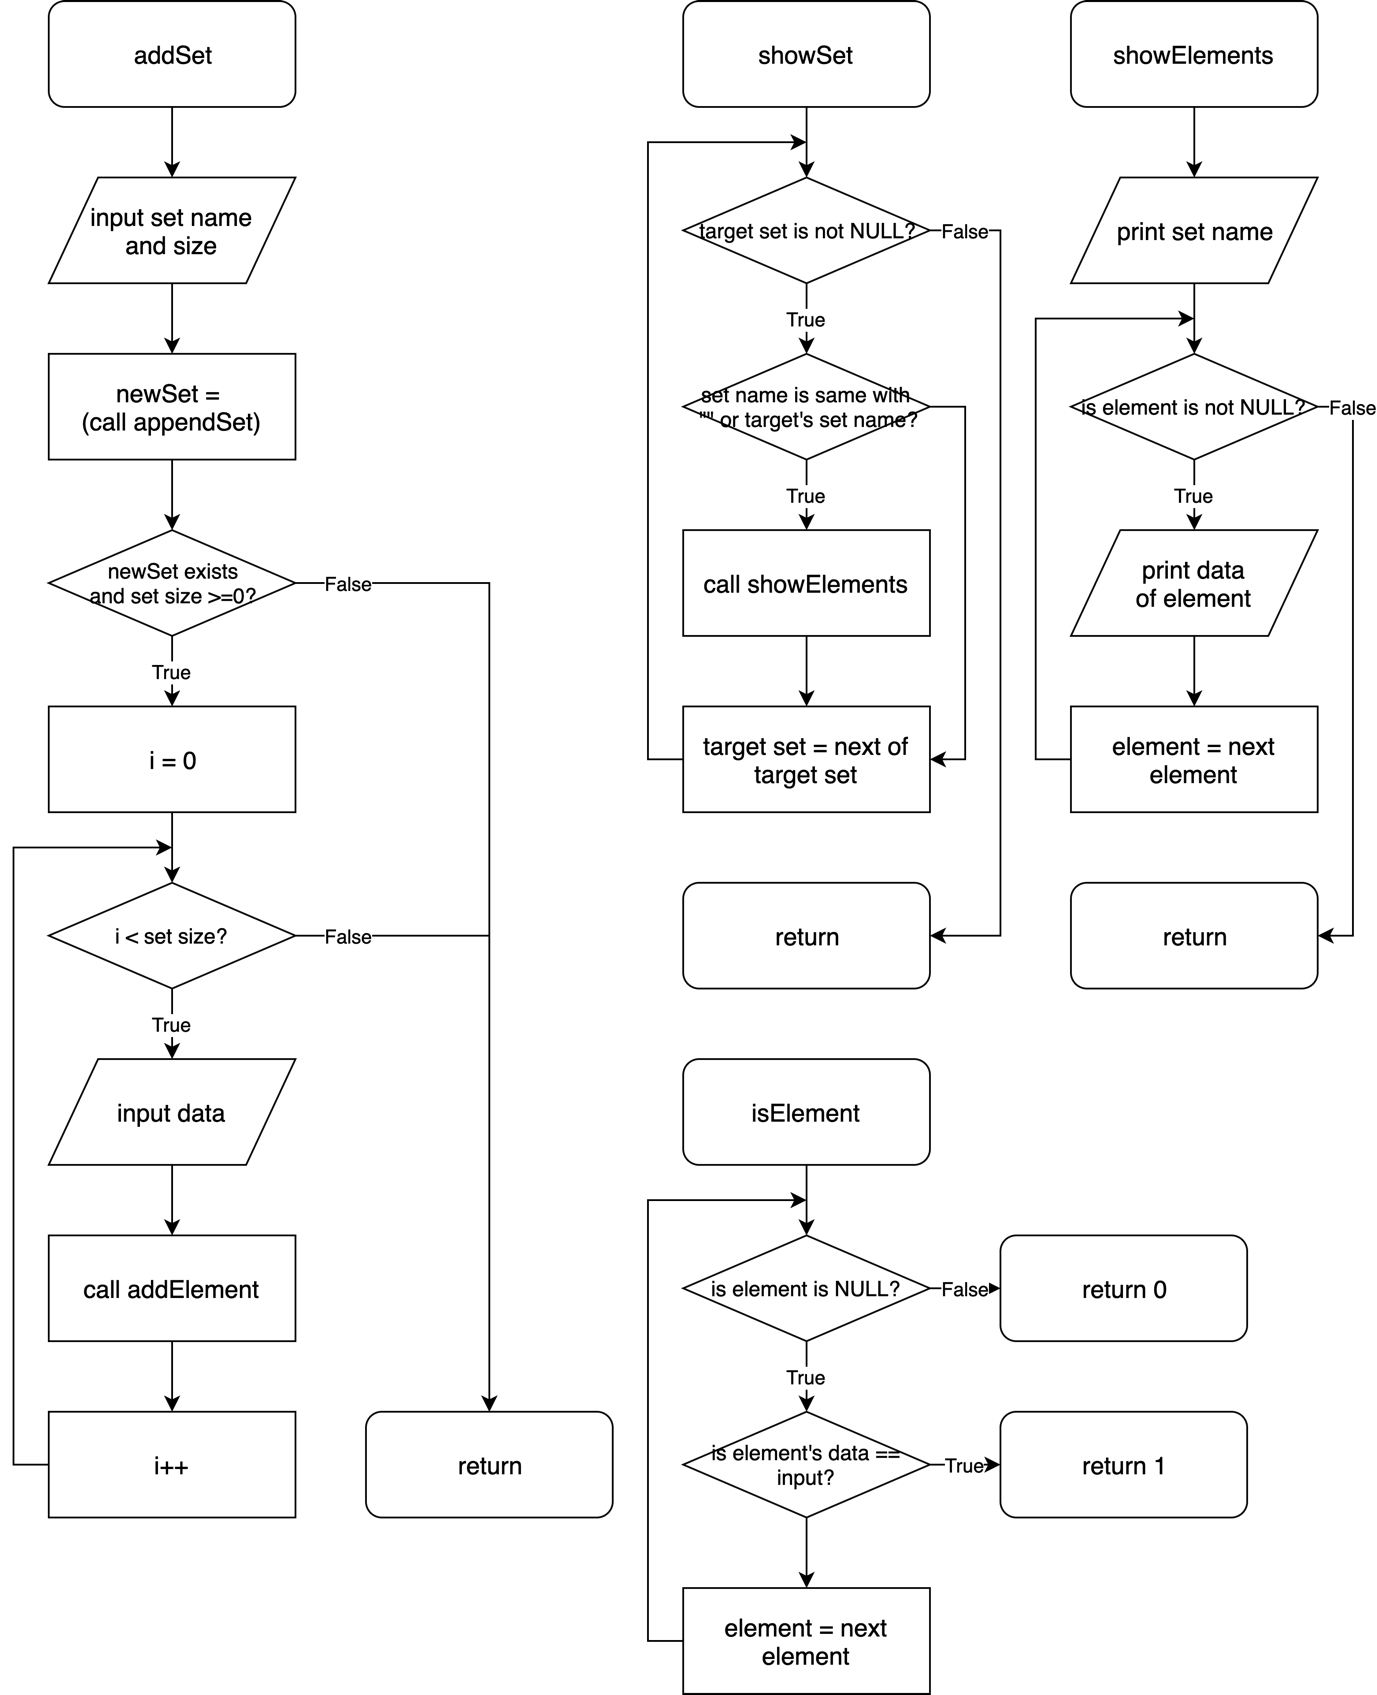 addSet
input set name
and size
newSet =
(call appendSet)
newSet exists
and set size >=0?
False
True
i = 0
i < set size?
False
True
input data
call addElement
i++
return
showSet
target set is not NULL?
False
True
set name is same with
"" or target's set name?
True
call showElements
target set = next of
target set
return
showElements
print set name
is element is not NULL?
False
True
print data
of element
element = next
element
return
isElement
is element is NULL?
False
return 0
True
is element's data ==
input?
True
return 1
element = next
element